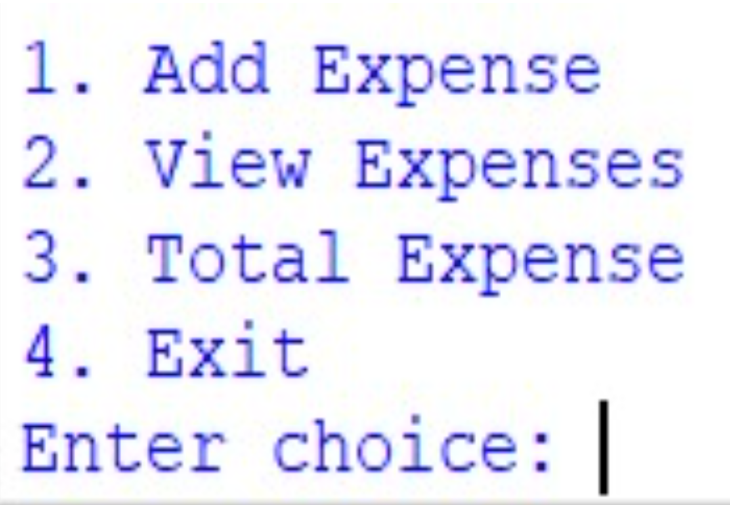 1. Add Expense
2. View Expenses
3. Total Expense
4. Exit
Enter choice: